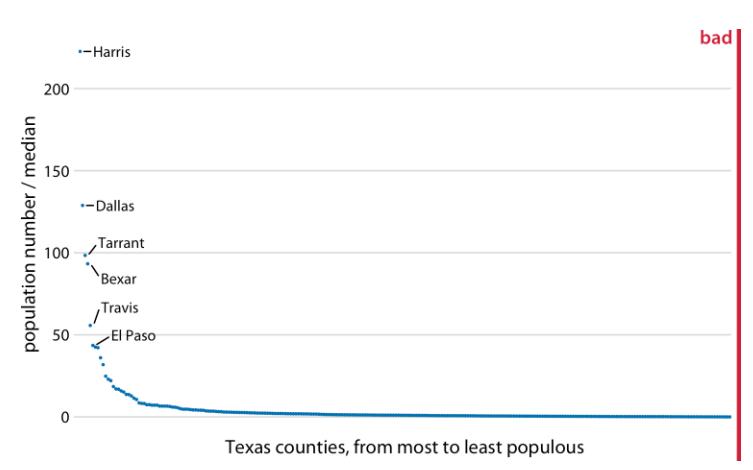 bad
Harris
200
150
Dallas
Tarrant
100
Bexar
Travis
50
El Paso
0
population number / median
Texas counties, from most to least populous